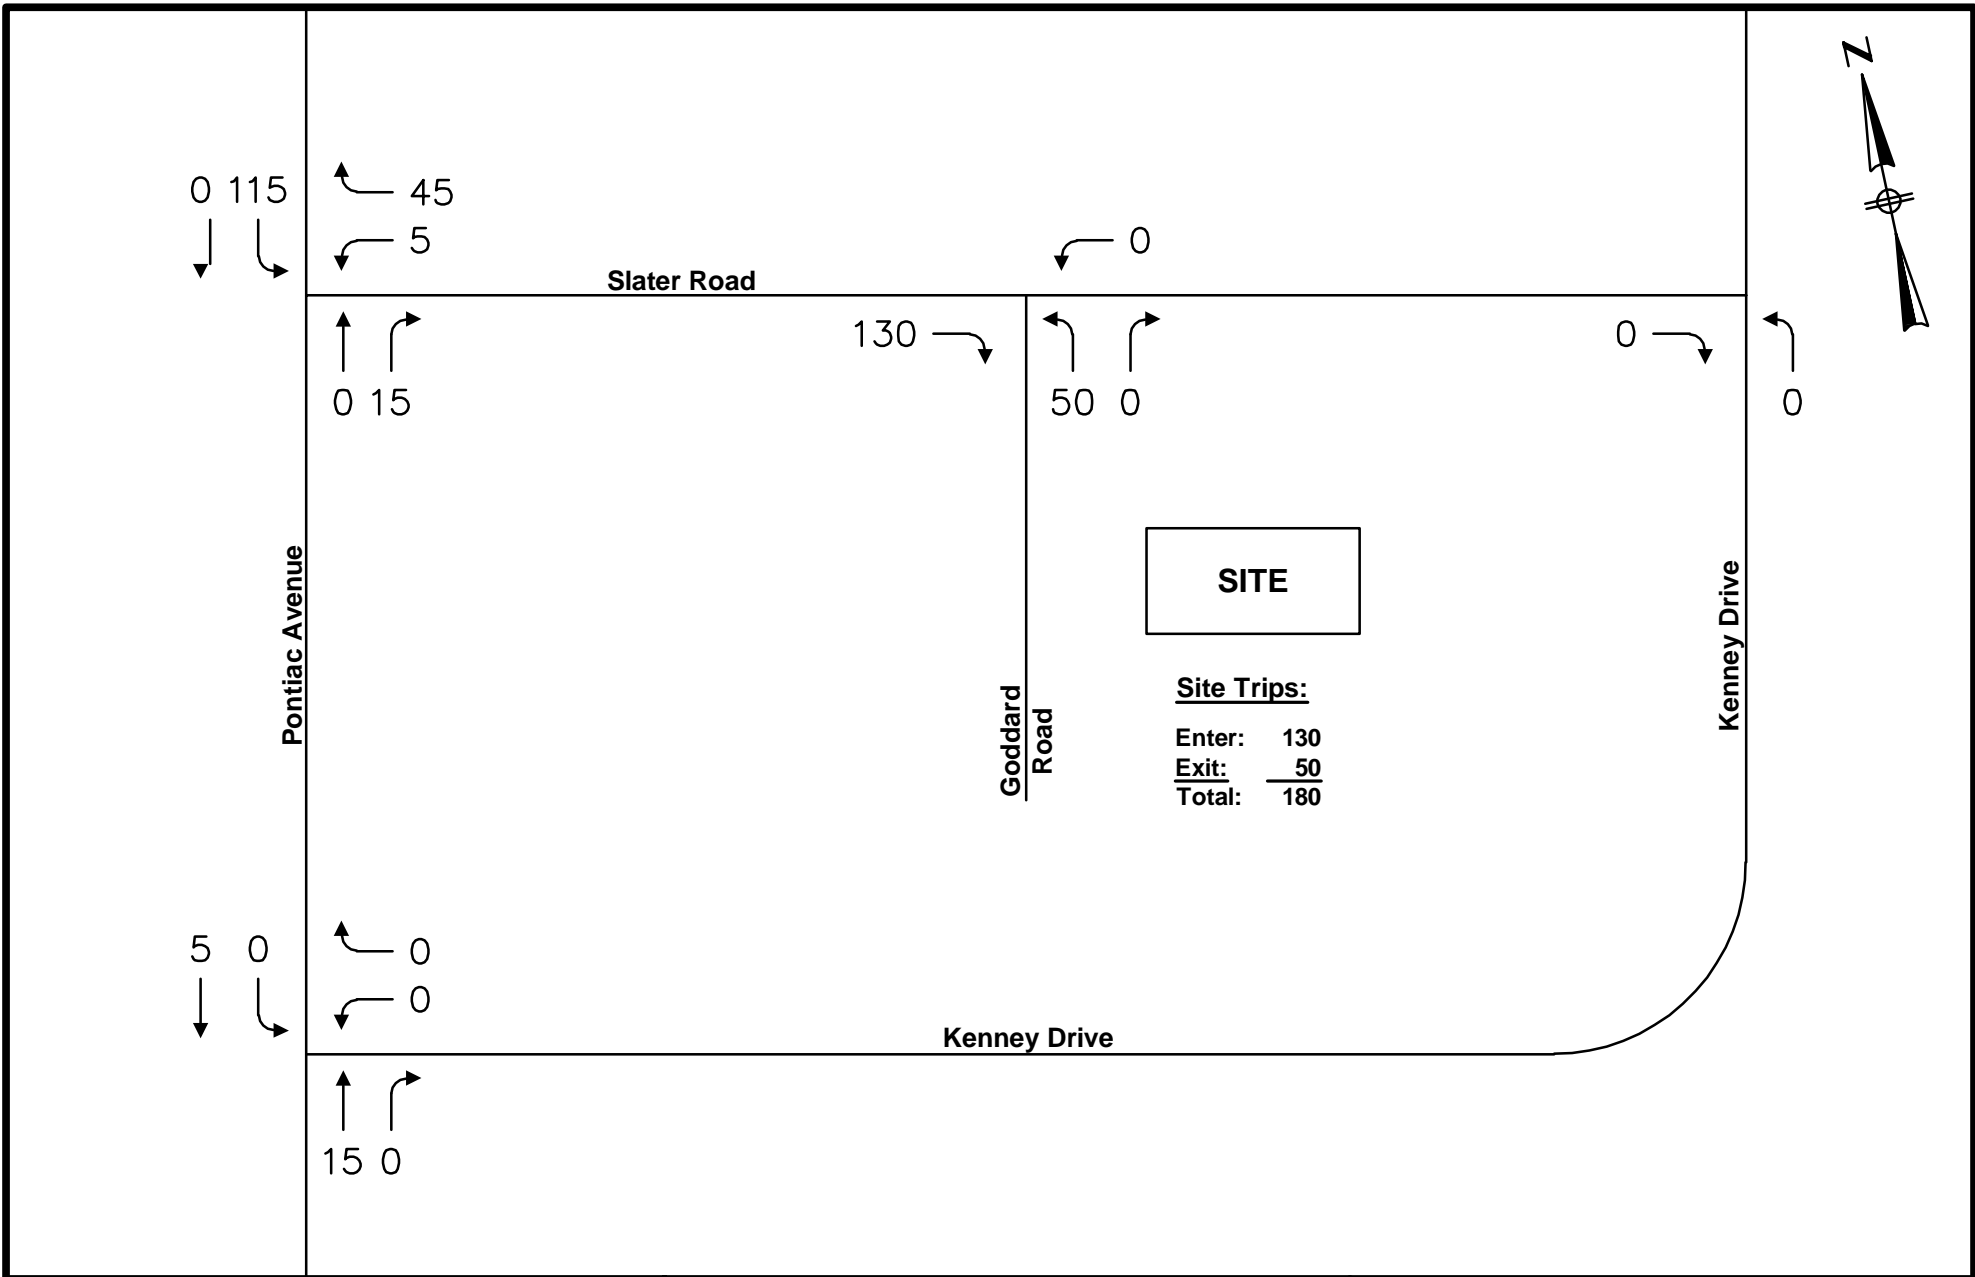 N
0 115
45
5
0
Slater Road
130
0
0 15
50 0
0
SITE
Pontiac Avenue
Kenney Drive
Goddard
Road
Site Trips:
Enter: 130
Exit: 50
Total: 180
5 0
0
0
Kenney Drive
15 0